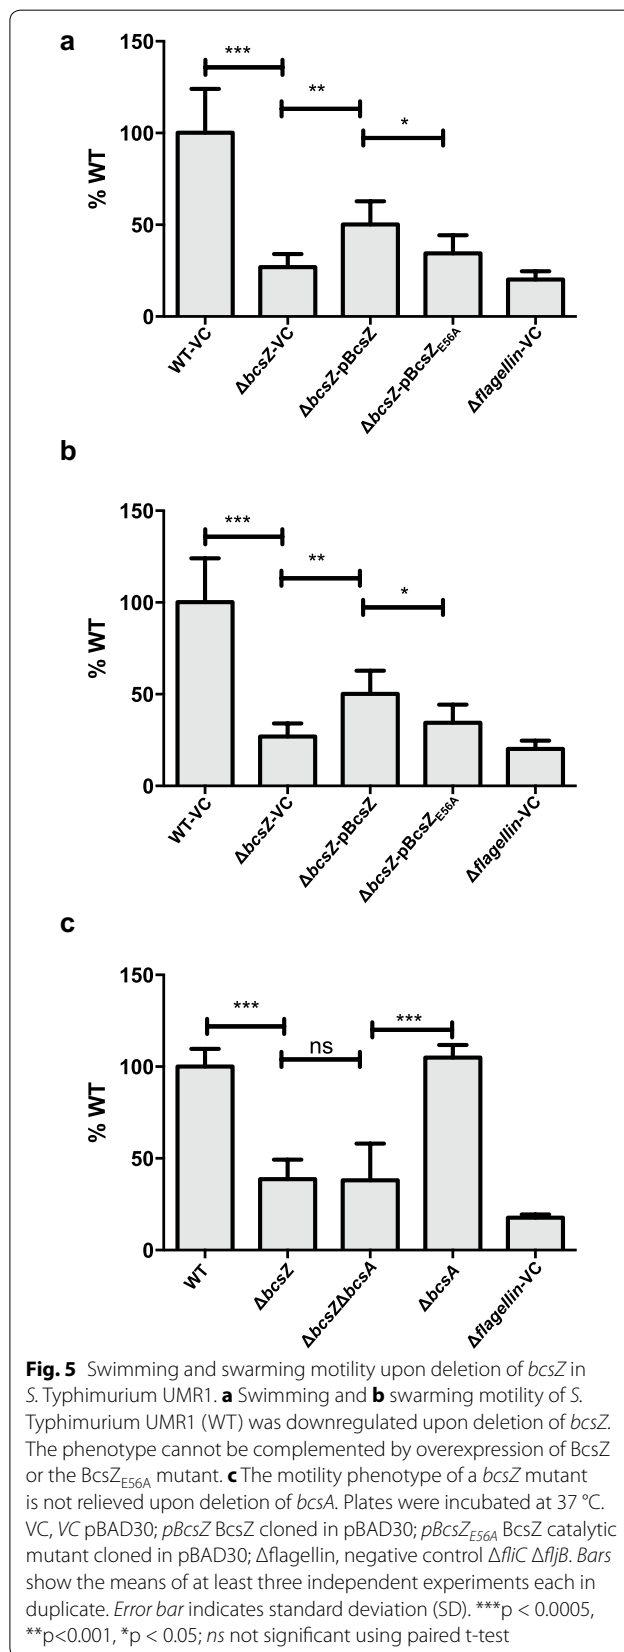 a
150
***
**
*
100
% WT
50
0
WT-VC
ΔbcsZ-VC
ΔbcsZ-pBcsZ
ΔbcsZ-pBcsZE56A
Δflagellin-VC
b
150
***
**
*
100
% WT
50
0
WT-VC
ΔbcsZ-VC
ΔbcsZ-pBcsZ
ΔbcsZ-pBcsZE56A
Δflagellin-VC
c
150
***
ns
***
100
% WT
50
0
WT
ΔbcsZ
ΔbcsZΔbcsA
ΔbcsA
Δflagellin-VC
Fig. 5 Swimming and swarming motility upon deletion of bcsZ in
S. Typhimurium UMR1. a Swimming and b swarming motility of S.
Typhimurium UMR1 (WT) was downregulated upon deletion of bcsZ.
The phenotype cannot be complemented by overexpression of BcsZ
or the BcsZE56A mutant. c The motility phenotype of a bcsZ mutant
is not relieved upon deletion of bcsA. Plates were incubated at 37 °C.
VC, VC pBAD30; pBcsZ BcsZ cloned in pBAD30; pBcsZE56A BcsZ catalytic
mutant cloned in pBAD30; Δflagellin, negative control ΔfliC ΔfljB. Bars
show the means of at least three independent experiments each in
duplicate. Error bar indicates standard deviation (SD). ***p < 0.0005,
**p<0.001, *p < 0.05; ns not significant using paired t-test